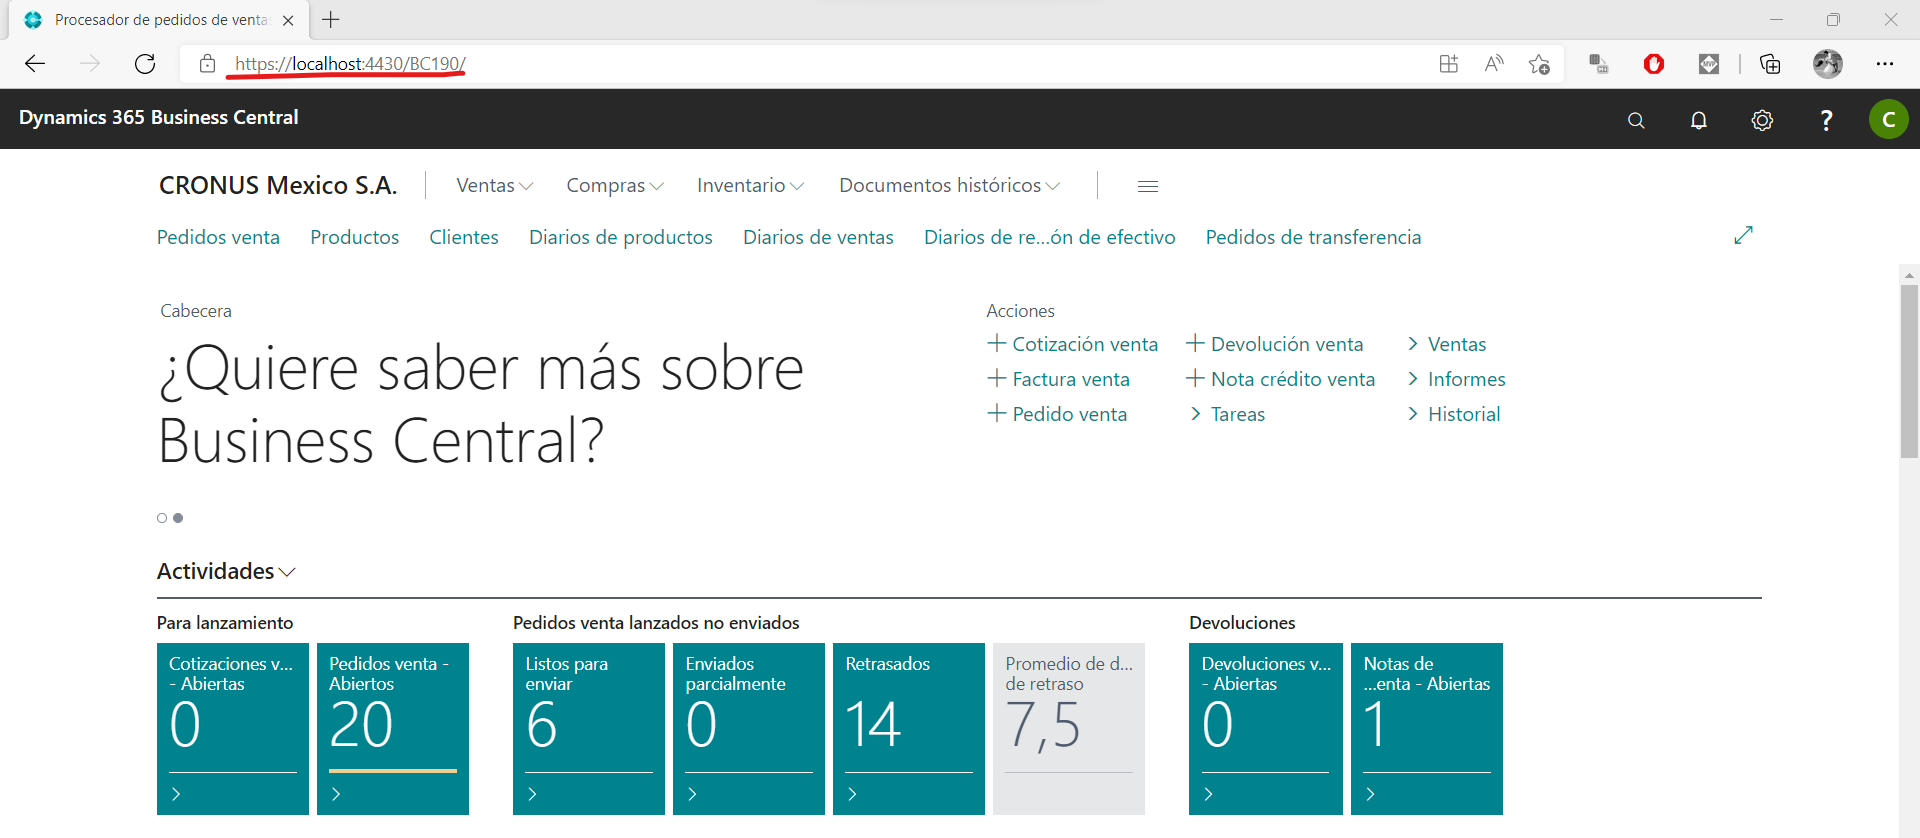 Procesador de pedidos de venta
https://localhost:4430/BC190/
Dynamics 365 Business Central
?
C
CRONUS Mexico S.A.
Ventas
Compras
Inventario
Documentos históricos
Pedidos venta
Productos
Clientes
Diarios de productos
Diarios de ventas
Diarios de re...ón de efectivo
Pedidos de transferencia
Cabecera
¿Quiere saber más sobre
Business Central?
Acciones
Cotización venta
Devolución venta
Ventas
Factura venta
Nota crédito venta
Informes
Pedido venta
Tareas
Historial
Actividades
Para lanzamiento
Cotizaciones v...
- Abiertas
0
Pedidos venta -
Abiertos
20
Pedidos venta lanzados no enviados
Listos para
enviar
6
Enviados
parcialmente
0
Retrasados
14
Promedio de d...
de retraso
7,5
Devoluciones
Devoluciones v...
- Abiertas
0
Notas de
...enta - Abiertas
1